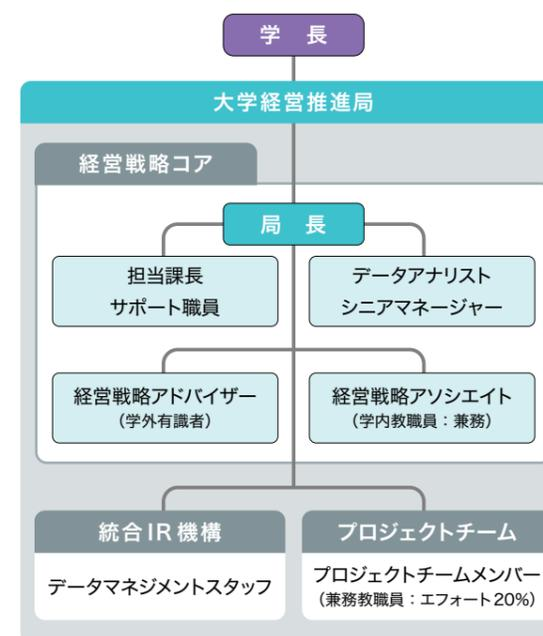 学 長
大学経営推進局
経営戦略コア
局 長
担当課長
サポート職員
データアナリスト
シニアマネージャー
経営戦略アドバイザー
(学外有識者)
経営戦略アソシエイト
(学内教職員:兼務)
統合IR機構
データマネジメントスタッフ
プロジェクトチーム
プロジェクトチームメンバー
(兼務教職員:エフォート20%)